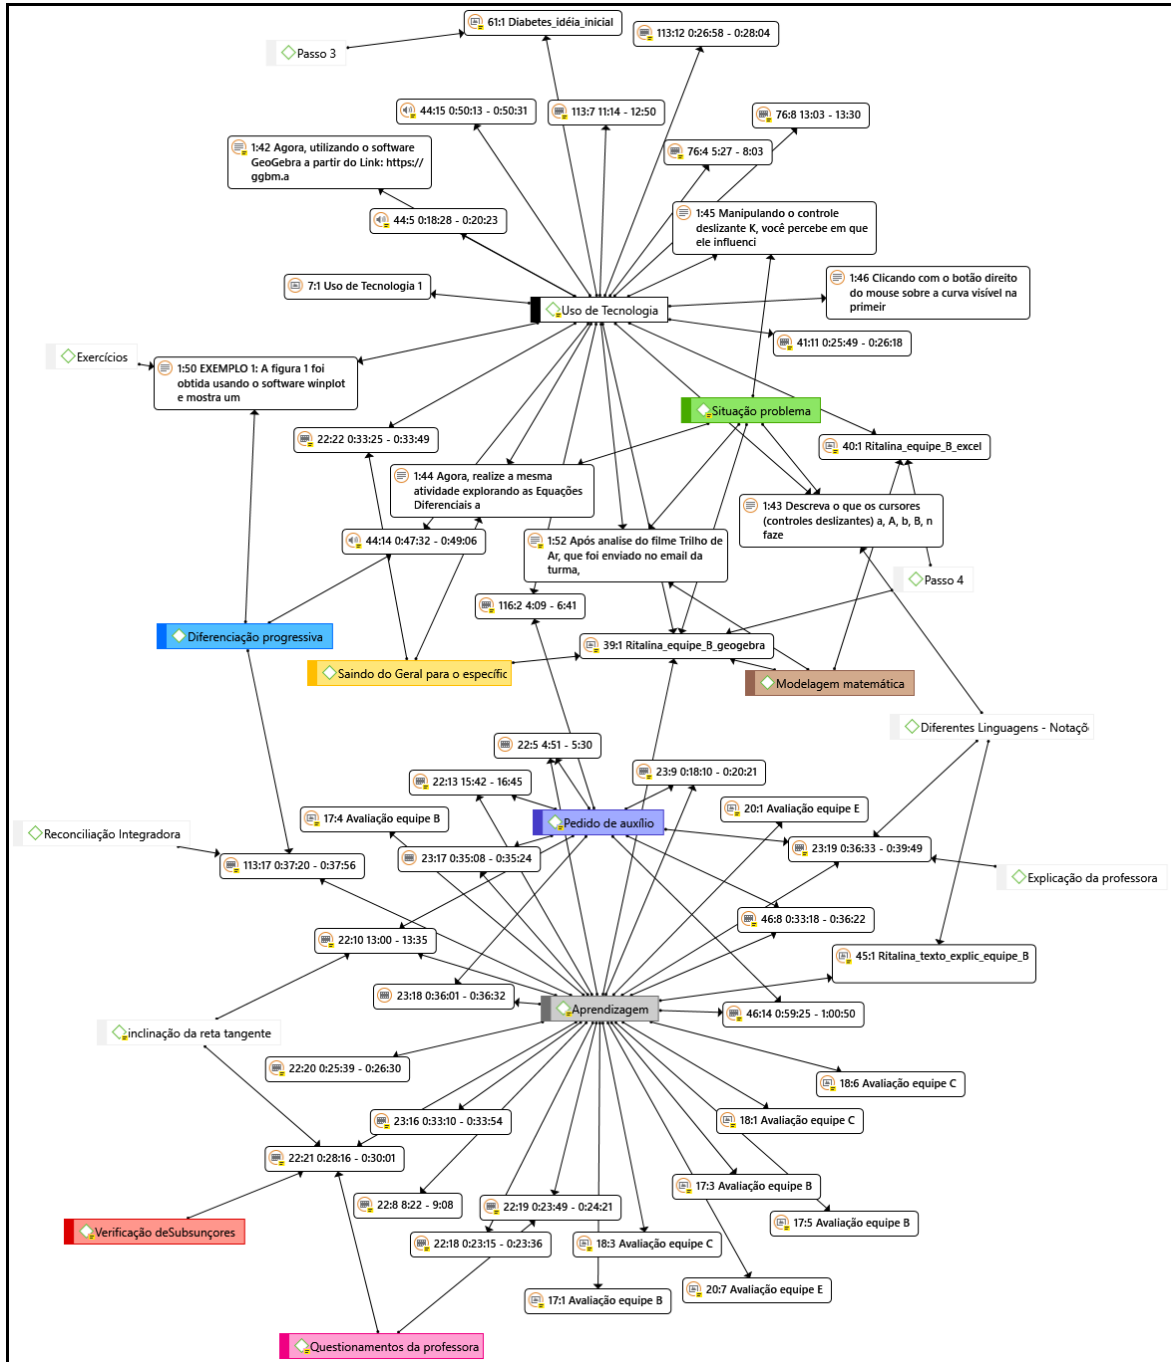 61:1 Diabetes_idéia_inicial
113:12 0:26:58 - 0:28:04
Passo 3
44:15 0:50:13 - 0:50:31
113:7 11:14 - 12:50
76:8 13:03 - 13:30
1:42 Agora, utilizando o software
GeoGebra a partir do Link: https://
ggbm.a
76:4 5:27 - 8:03
44:5 0:18:28 - 0:20:23
1:45 Manipulando o controle
deslizante K, você percebe em que
ele influenci
7:1 Uso de Tecnologia 1
1:46 Clicando com o botão direito
do mouse sobre a curva visível na
primeir
Uso de Tecnologia
41:11 0:25:49 - 0:26:18
Exercícios
1:50 EXEMPLO 1: A figura 1 foi
obtida usando o software winplot
e mostra um
Situação problema
22:22 0:33:25 - 0:33:49
40:1 Ritalina_equipe_B_excel
1:44 Agora, realize a mesma
atividade explorando as Equações
Diferenciais a
1:43 Descreva o que os cursores
(controles deslizantes) a, A, b, B, n
faze
44:14 0:47:32 - 0:49:06
1:52 Após analise do filme Trilho de
Ar, que foi enviado no email da
turma,
Passo 4
116:2 4:09 - 6:41
Diferenciação progressiva
39:1 Ritalina_equipe_B_geogebra
Saindo do Geral para o específic
Modelagem matemática
Diferentes Linguagens - Notaçõ
22:5 4:51 - 5:30
23:9 0:18:10 - 0:20:21
22:13 15:42 - 16:45
20:1 Avaliação equipe E
17:4 Avaliação equipe B
Pedido de auxílio
Reconciliação Integradora
23:19 0:36:33 - 0:39:49
23:17 0:35:08 - 0:35:24
113:17 0:37:20 - 0:37:56
Explicação da professora
46:8 0:33:18 - 0:36:22
22:10 13:00 - 13:35
45:1 Ritalina_texto_explic_equipe_B
23:18 0:36:01 - 0:36:32
Aprendizagem
46:14 0:59:25 - 1:00:50
inclinação da reta tangente
22:20 0:25:39 - 0:26:30
18:6 Avaliação equipe C
23:16 0:33:10 - 0:33:54
18:1 Avaliação equipe C
22:21 0:28:16 - 0:30:01
17:3 Avaliação equipe B
22:8 8:22 - 9:08
22:19 0:23:49 - 0:24:21
17:5 Avaliação equipe B
Verificação deSubsunçores
22:18 0:23:15 - 0:23:36
18:3 Avaliação equipe C
20:7 Avaliação equipe E
17:1 Avaliação equipe B
Questionamentos da professora